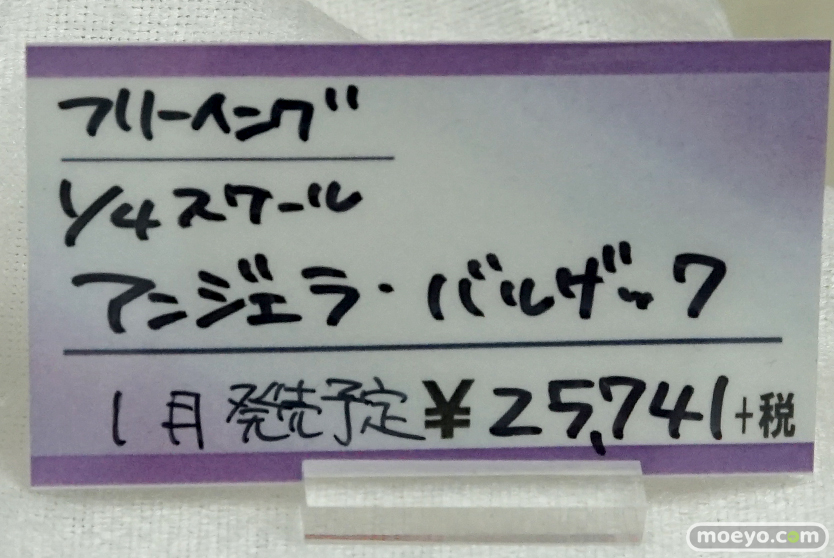 フリーイング
1/4スケール
アンジェラ・バルザック
1月発売予定¥25,741+税
moeyo.com